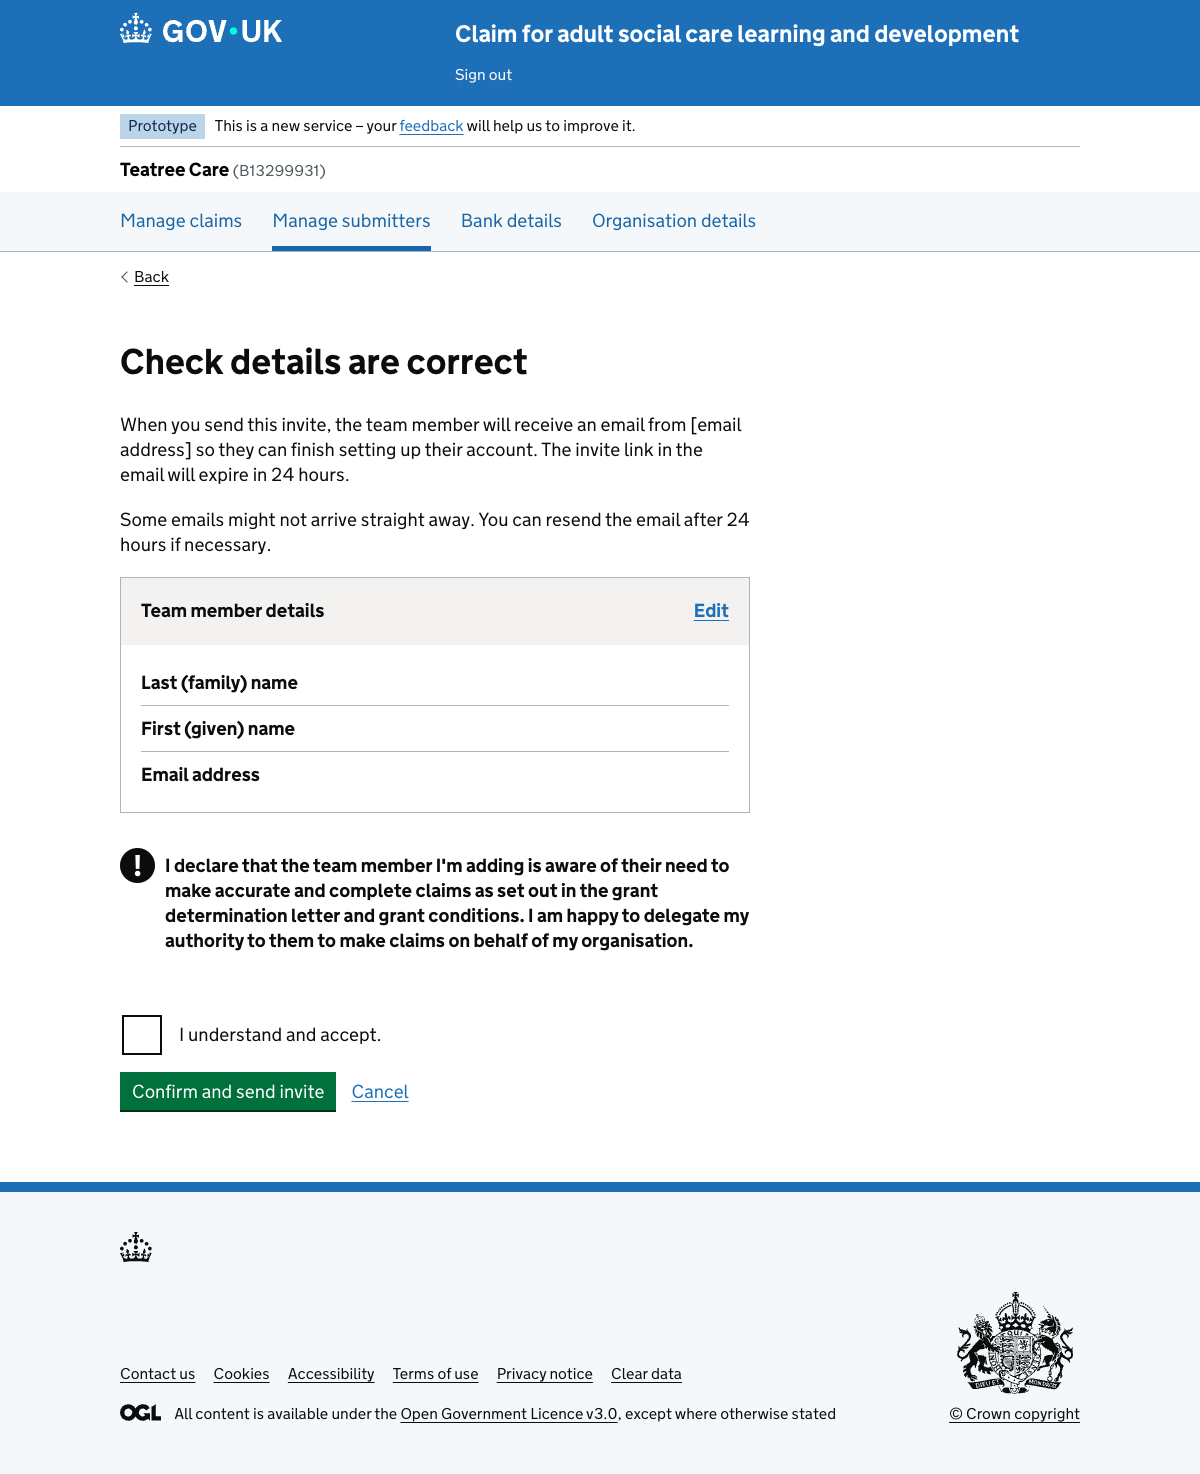 GOV·UK
Claim for adult social care learning and development
Sign out
Prototype This is a new service – your feedback will help us to improve it.
Teatree Care (B13299931)
Manage claims Manage submitters Bank details Organisation details
Back
Check details are correct
When you send this invite, the team member will receive an email from [email
address] so they can finish setting up their account. The invite link in the
email will expire in 24 hours.
Some emails might not arrive straight away. You can resend the email after 24
hours if necessary.
Team member details Edit
Last (family) name
First (given) name
Email address
! I declare that the team member I'm adding is aware of their need to
make accurate and complete claims as set out in the grant
determination letter and grant conditions. I am happy to delegate my
authority to them to make claims on behalf of my organisation.
I understand and accept.
Confirm and send invite Cancel
Contact us Cookies Accessibility Terms of use Privacy notice Clear data
OGL All content is available under the Open Government Licence v3.0, except where otherwise stated
© Crown copyright